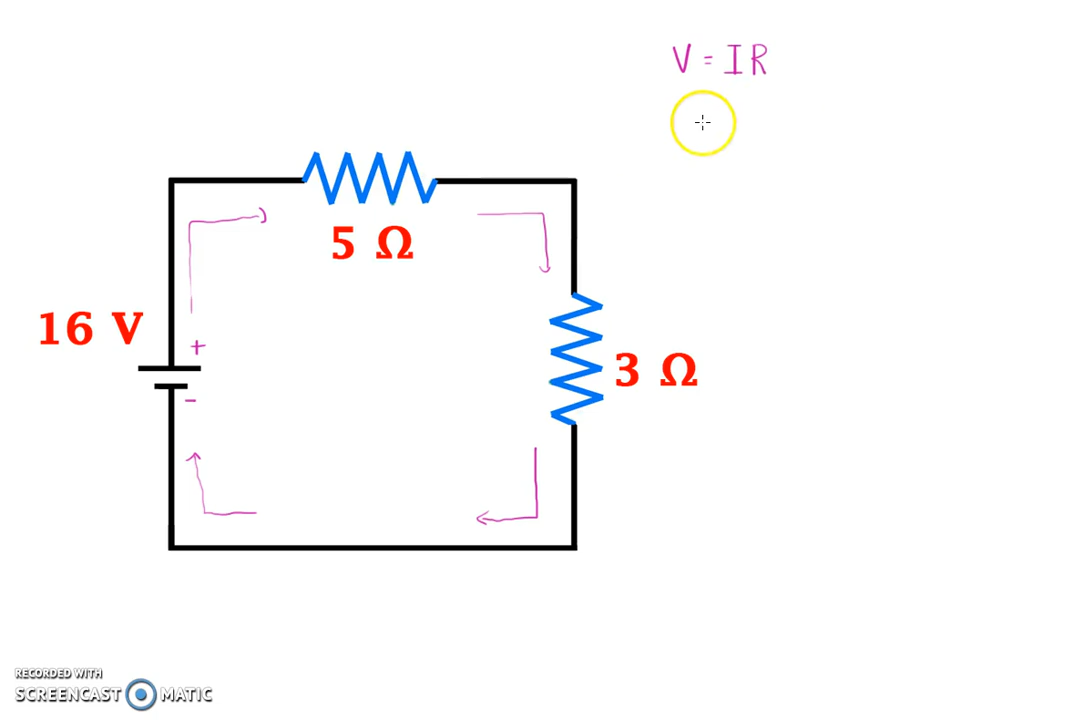 V = IR
5 Ω
16 V
+
3 Ω
-
RECORDED WITH
SCREENCAST MATIC